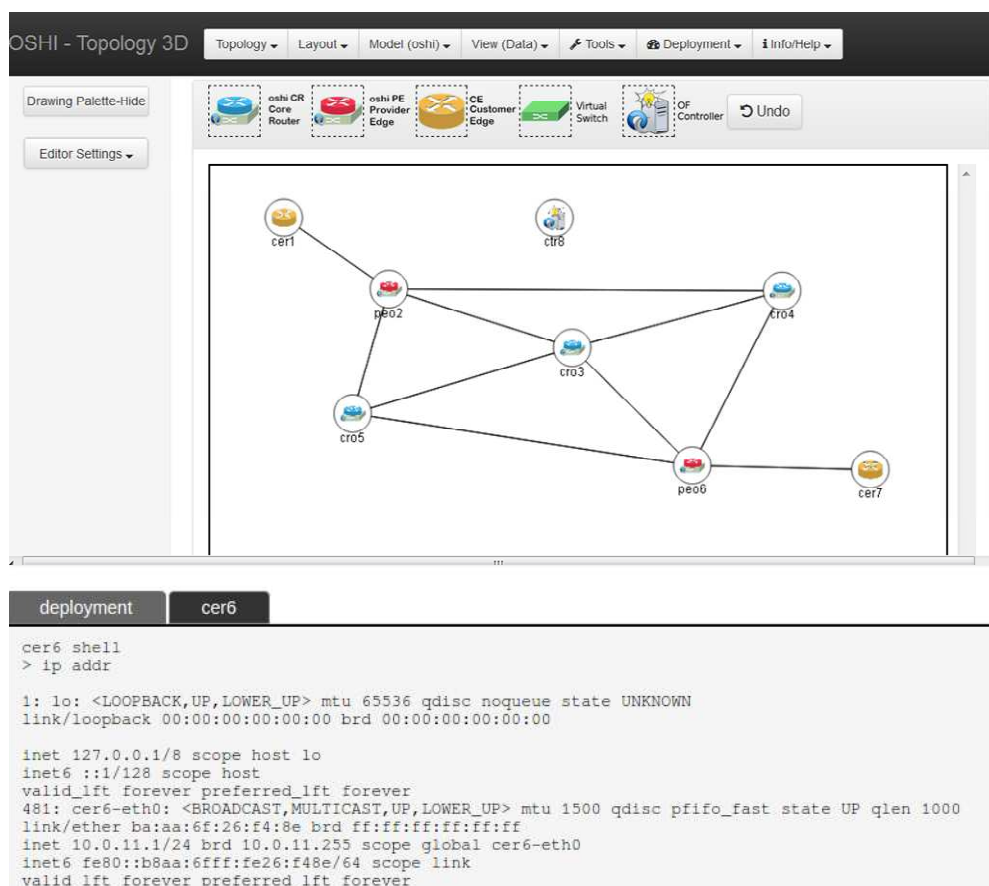 OSHI - Topology 3D
Topology
Layout
Model (oshi)
View (Data)
Tools
Deployment
Info/Help
Drawing Palette-Hide
Editor Settings
oshi CR
Core
Router
oshi PE
Provider
Edge
CE
Customer
Edge
Virtual
Switch
OF
Controller
Undo
cer1
ctr8
peo2
cro4
cro3
cro5
peo6
cer7
deployment
cer6
cer6 shell
> ip addr
1: lo: <LOOPBACK,UP,LOWER_UP> mtu 65536 qdisc noqueue state UNKNOWN
link/loopback 00:00:00:00:00:00 brd 00:00:00:00:00:00
inet 127.0.0.1/8 scope host lo
inet6 ::1/128 scope host
valid_lft forever preferred_lft forever
481: cer6-eth0: <BROADCAST,MULTICAST,UP,LOWER_UP> mtu 1500 qdisc pfifo_fast state UP qlen 1000
link/ether ba:aa:6f:26:f4:8e brd ff:ff:ff:ff:ff:ff
inet 10.0.11.1/24 brd 10.0.11.255 scope global cer6-eth0
inet6 fe80::b8aa:6fff:fe26:f48e/64 scope link
valid_lft forever preferred_lft forever